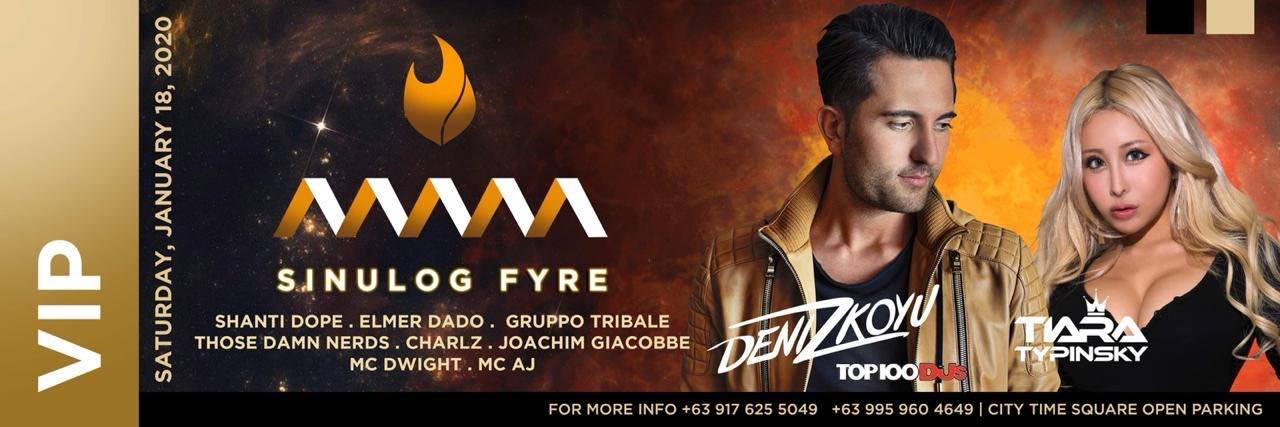 VIP
SATURDAY, JANUARY 18, 2020
SINULOG FYRE
SHANTI DOPE . ELMER DADO . GRUPPO TRIBALE
THOSE DAMN NERDS . CHARLZ . JOACHIM GIACOBBE
MC DWIGHT . MC AJ
DENIZ KOYU
TOP 100 DJs
TIARA
TYPINSKY
FOR MORE INFO +63 917 625 5049 +63 995 960 4649 | CITY TIME SQUARE OPEN PARKING